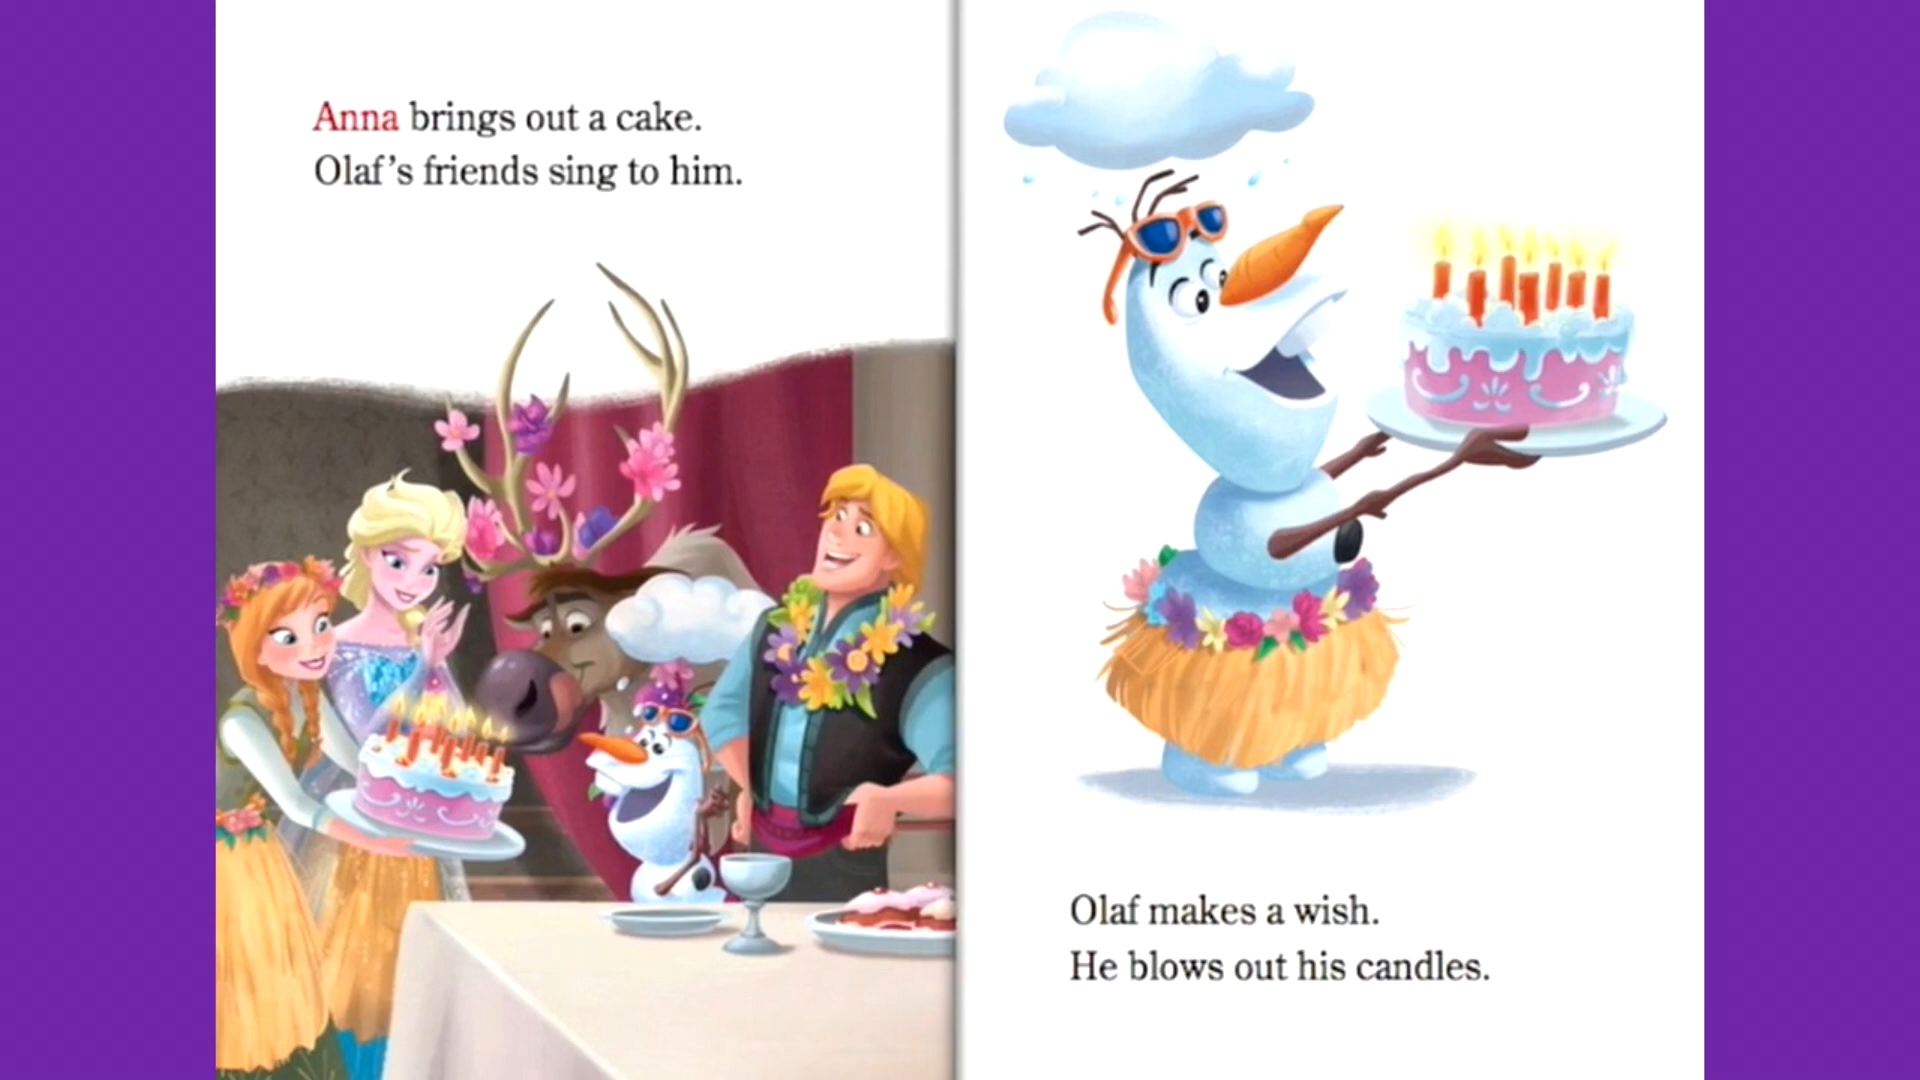 Anna brings out a cake.
Olaf's friends sing to him.
Olaf makes a wish.
He blows out his candles.